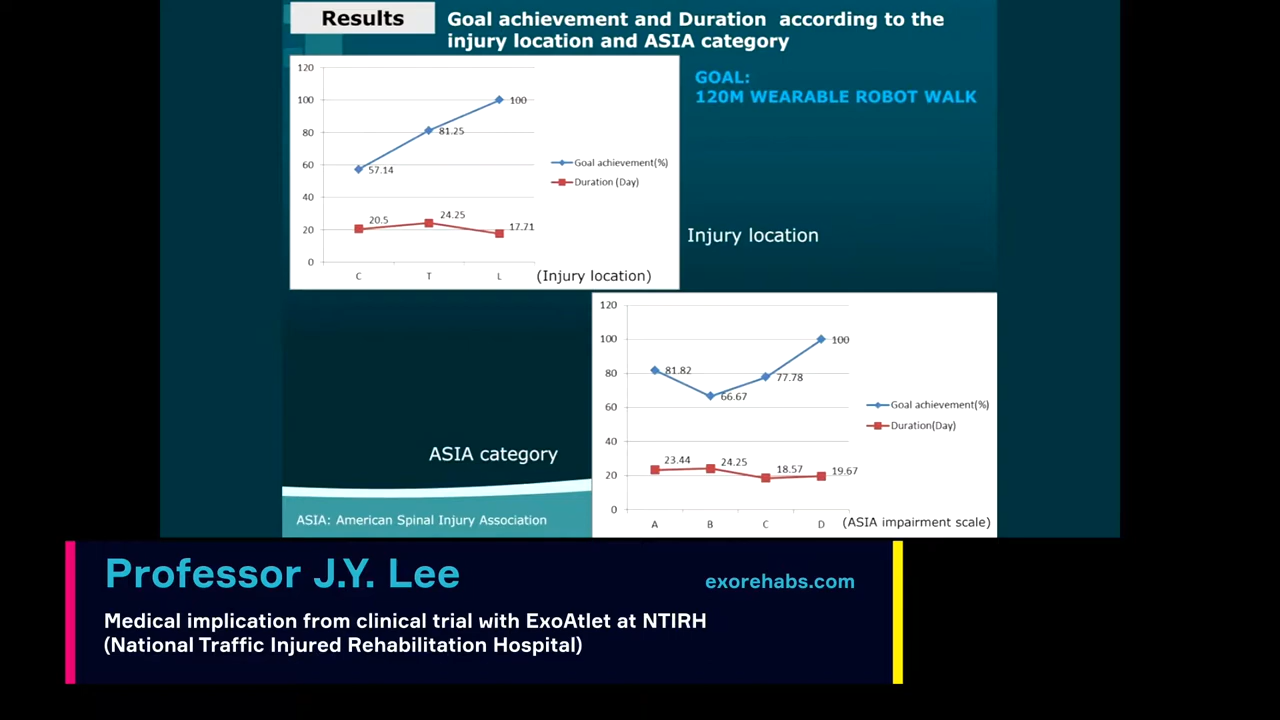 Results
Goal achievement and Duration according to the
injury location and ASIA category
GOAL:
120M WEARABLE ROBOT WALK
120
100
80
60
40
20
0
57.14
81.25
100
20.5
24.25
17.71
C T L
(Injury location)
Goal achievement(%)
Duration (Day)
Injury location
120
100
80
60
40
20
0
81.82
66.67
77.78
100
23.44
24.25
18.57
19.67
A B C D
(ASIA impairment scale)
Goal achievement(%)
Duration(Day)
ASIA category
ASIA: American Spinal Injury Association
Professor J.Y. Lee
exorehabs.com
Medical implication from clinical trial with ExoAtlet at NTIRH
(National Traffic Injured Rehabilitation Hospital)